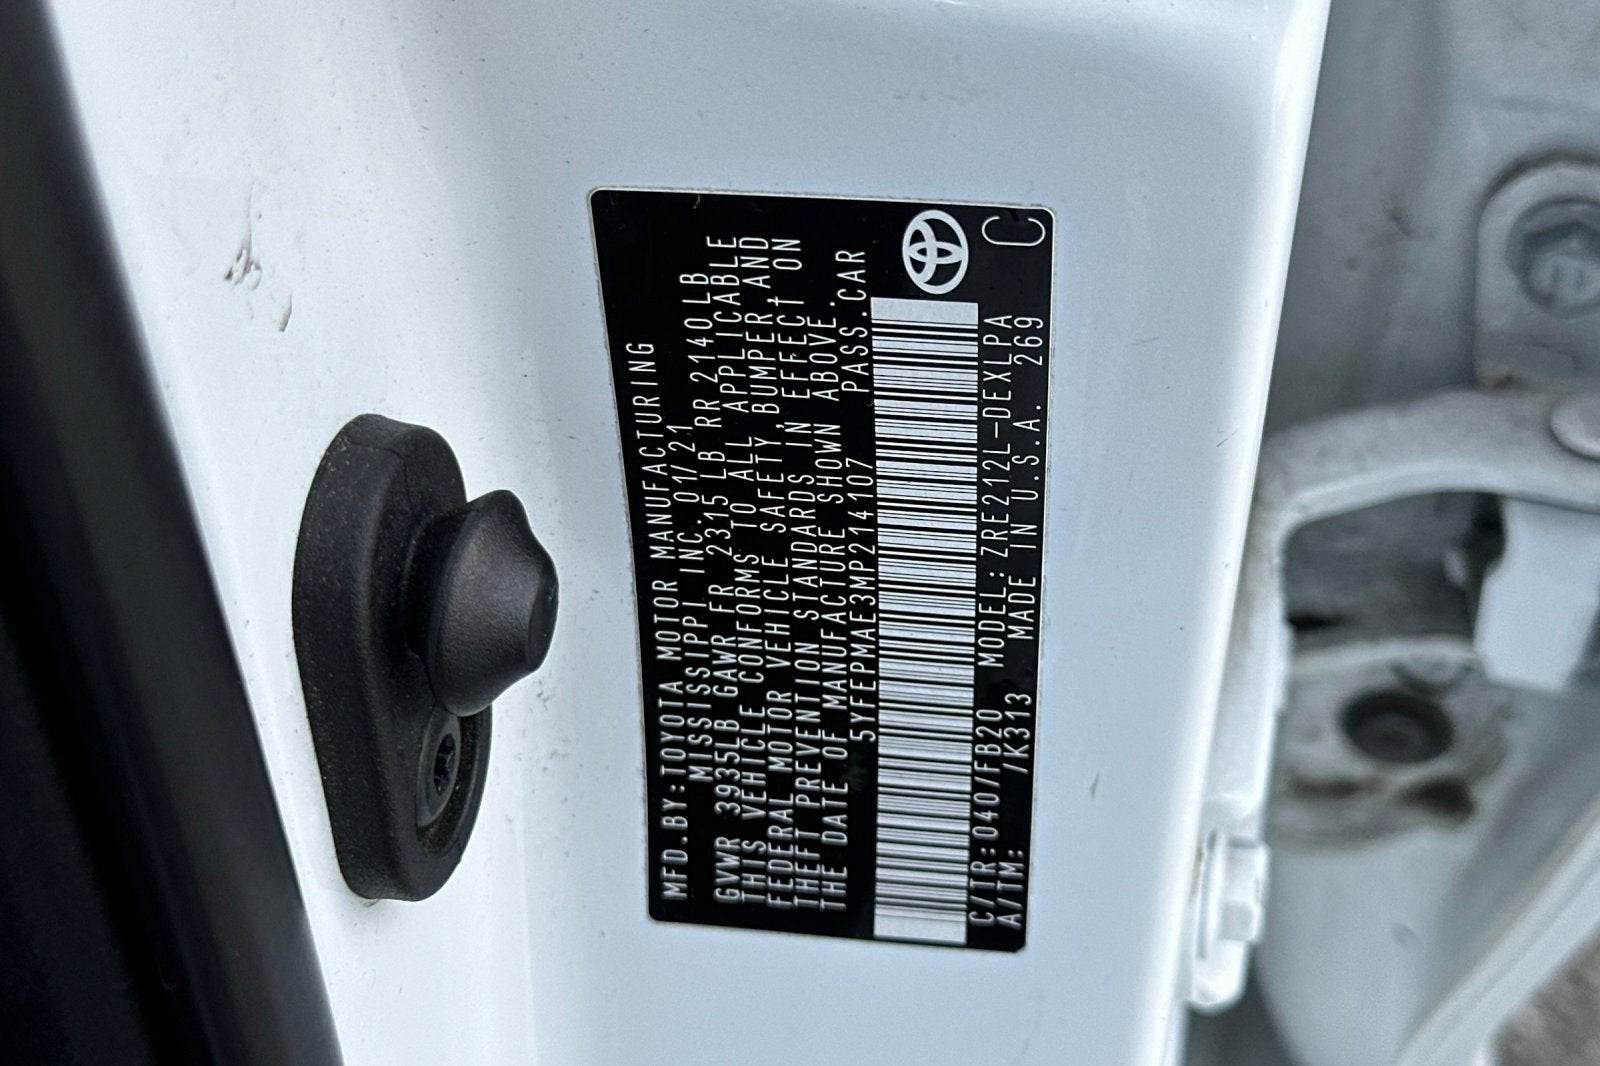 MFD.BY:TOYOTA MOTOR MANUFACTURING
MISSISSIPPI INC.01/21
GVWR 3935LB GAWR FR 2315LB RR 2140LB
THIS VEHICLE CONFORMS TO ALL APPLICABLE
FEDERAL MOTOR VEHICLE SAFETY,BUMPER,AND
THEFT PREVENTION STANDARDS IN EFFECT ON
THE DATE OF MANUFACTURE SHOWN ABOVE.
5YFEPMAE3MP214107 PASS.CAR
C/TR:040/FB20 MODEL:ZRE212L-DEXLPA
A/TM: /K313 MADE IN U.S.A. 269
C